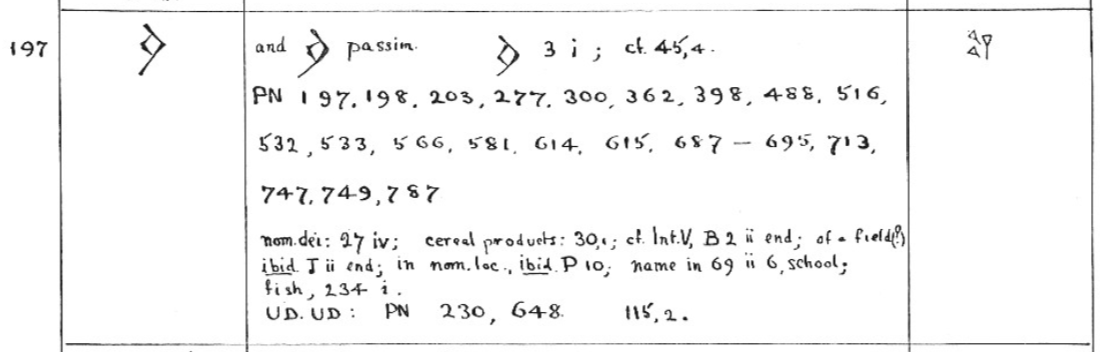 197 and passim. 3 i ; cf. 45,4.
PN 197, 198, 203, 277, 300, 362, 398, 488, 516,
532, 533, 566, 581, 614, 615, 687 – 695, 713,
747, 749, 787
nom. dei: 27 iv; cereal products: 30,1; cf. Int. V, B 2 ii end; of a field(?)
ibid. J ii end; in nom. loc., ibid. P 10; name in 69 ii 6, school;
fish, 234 i.
UD. UD : PN 230, 648. 115, 2.